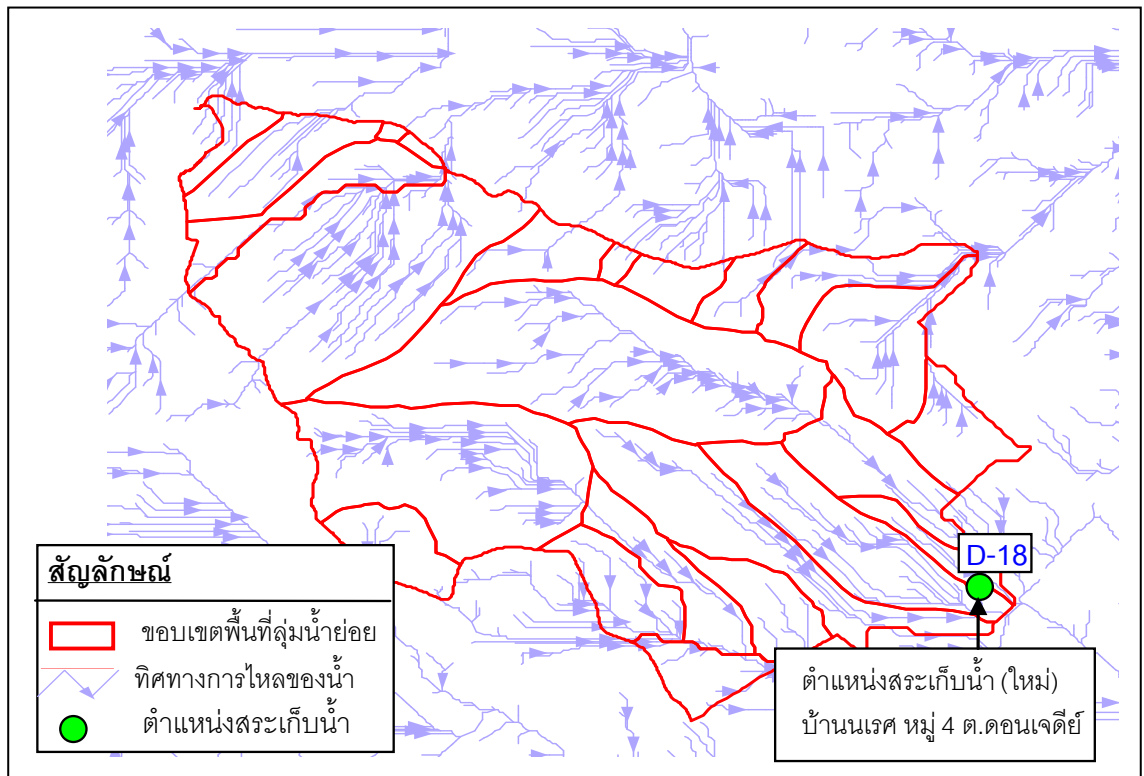 D-18
สัญลักษณ์
ขอบเขตพื้นที่ลุ่มน้ำย่อย
ทิศทางการไหลของน้ำ
ตำแหน่งสระเก็บน้ำ
ตำแหน่งสระเก็บน้ำ (ใหม่)
บ้านนเรศ หมู่ 4 ต.ดอนเจดีย์